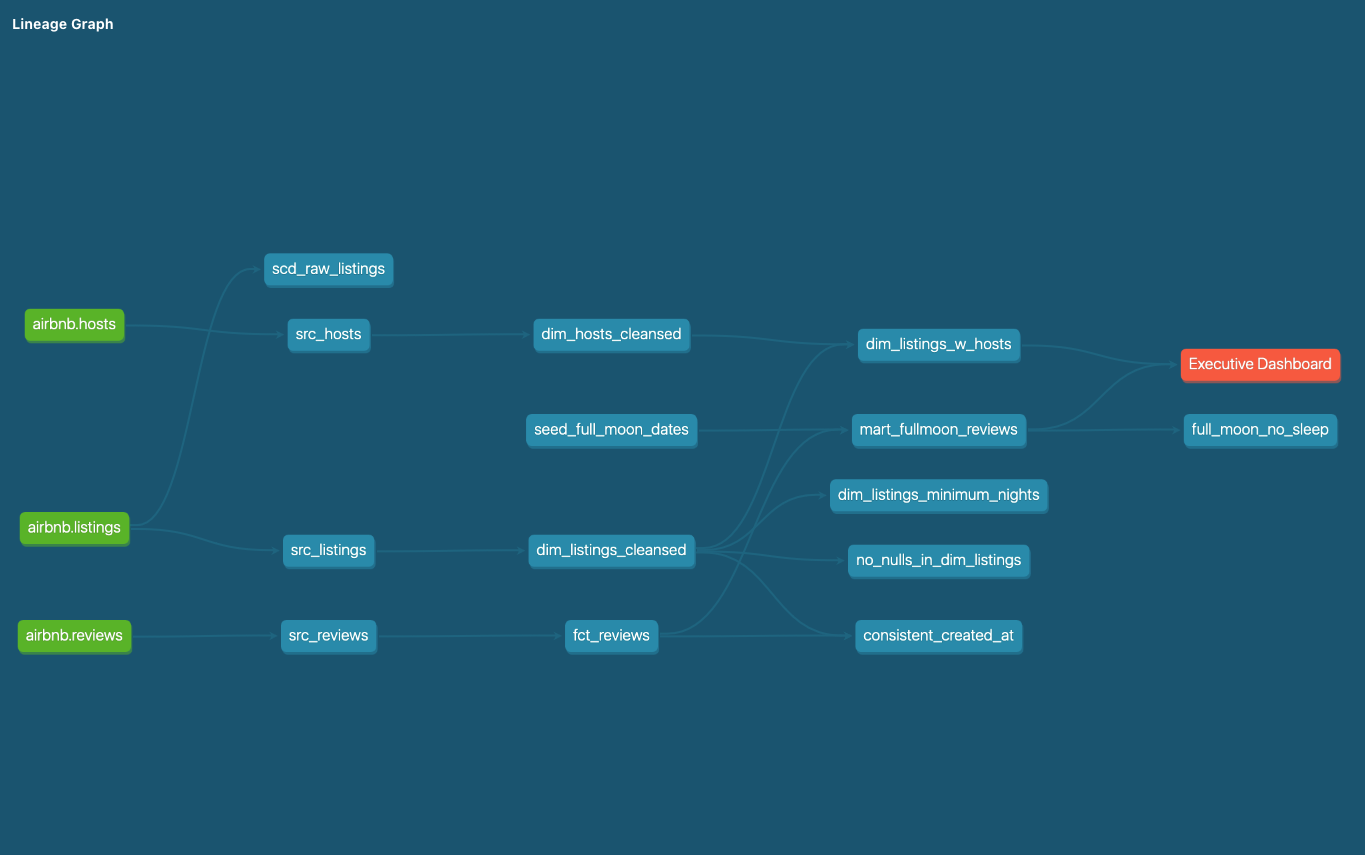 Lineage Graph
scd_raw_listings
airbnb.hosts
src_hosts
dim_hosts_cleansed
dim_listings_w_hosts
Executive Dashboard
seed_full_moon_dates
mart_fullmoon_reviews
full_moon_no_sleep
dim_listings_minimum_nights
airbnb.listings
src_listings
dim_listings_cleansed
no_nulls_in_dim_listings
airbnb.reviews
src_reviews
fct_reviews
consistent_created_at